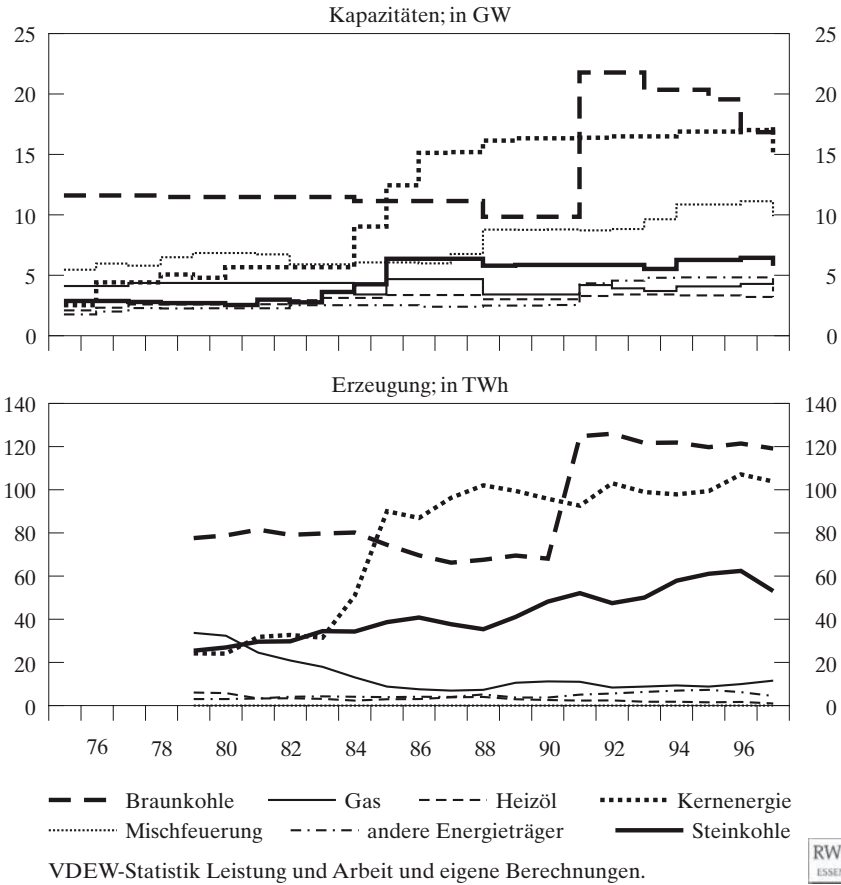 Kapazitäten; in GW
25 25
20 20
15 15
10 10
5 5
0 0
Erzeugung; in TWh
140 140
120 120
100 100
80 80
60 60
40 40
20 20
0 0
76 78 80 82 84 86 88 90 92 94 96
Braunkohle Gas Heizöl Kernenergie
Mischfeuerung andere Energieträger Steinkohle
VDEW-Statistik Leistung und Arbeit und eigene Berechnungen.
RW
ESSEN